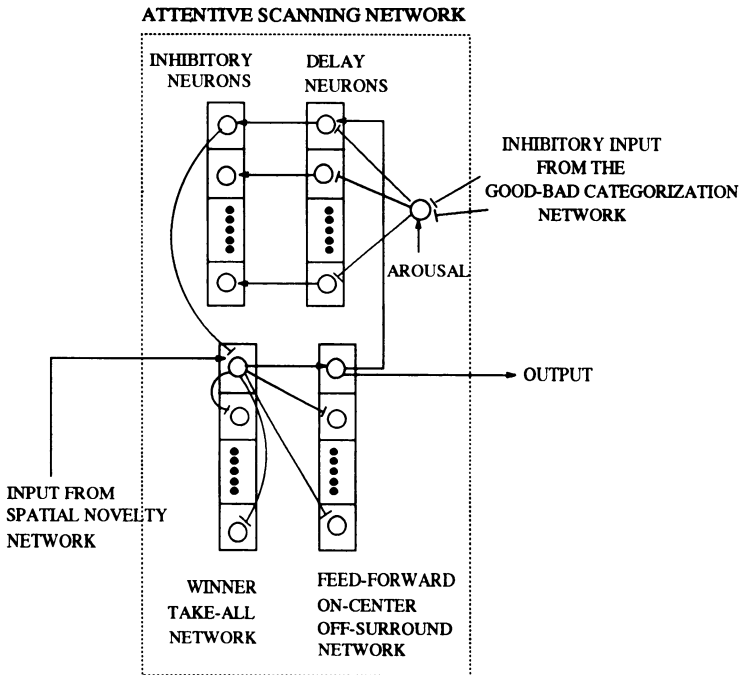 ATTENTIVE SCANNING NETWORK
INHIBITORY
NEURONS
DELAY
NEURONS
INHIBITORY INPUT
FROM THE
GOOD-BAD CATEGORIZATION
NETWORK
AROUSAL
OUTPUT
INPUT FROM
SPATIAL NOVELTY
NETWORK
WINNER
TAKE-ALL
NETWORK
FEED-FORWARD
ON-CENTER
OFF-SURROUND
NETWORK